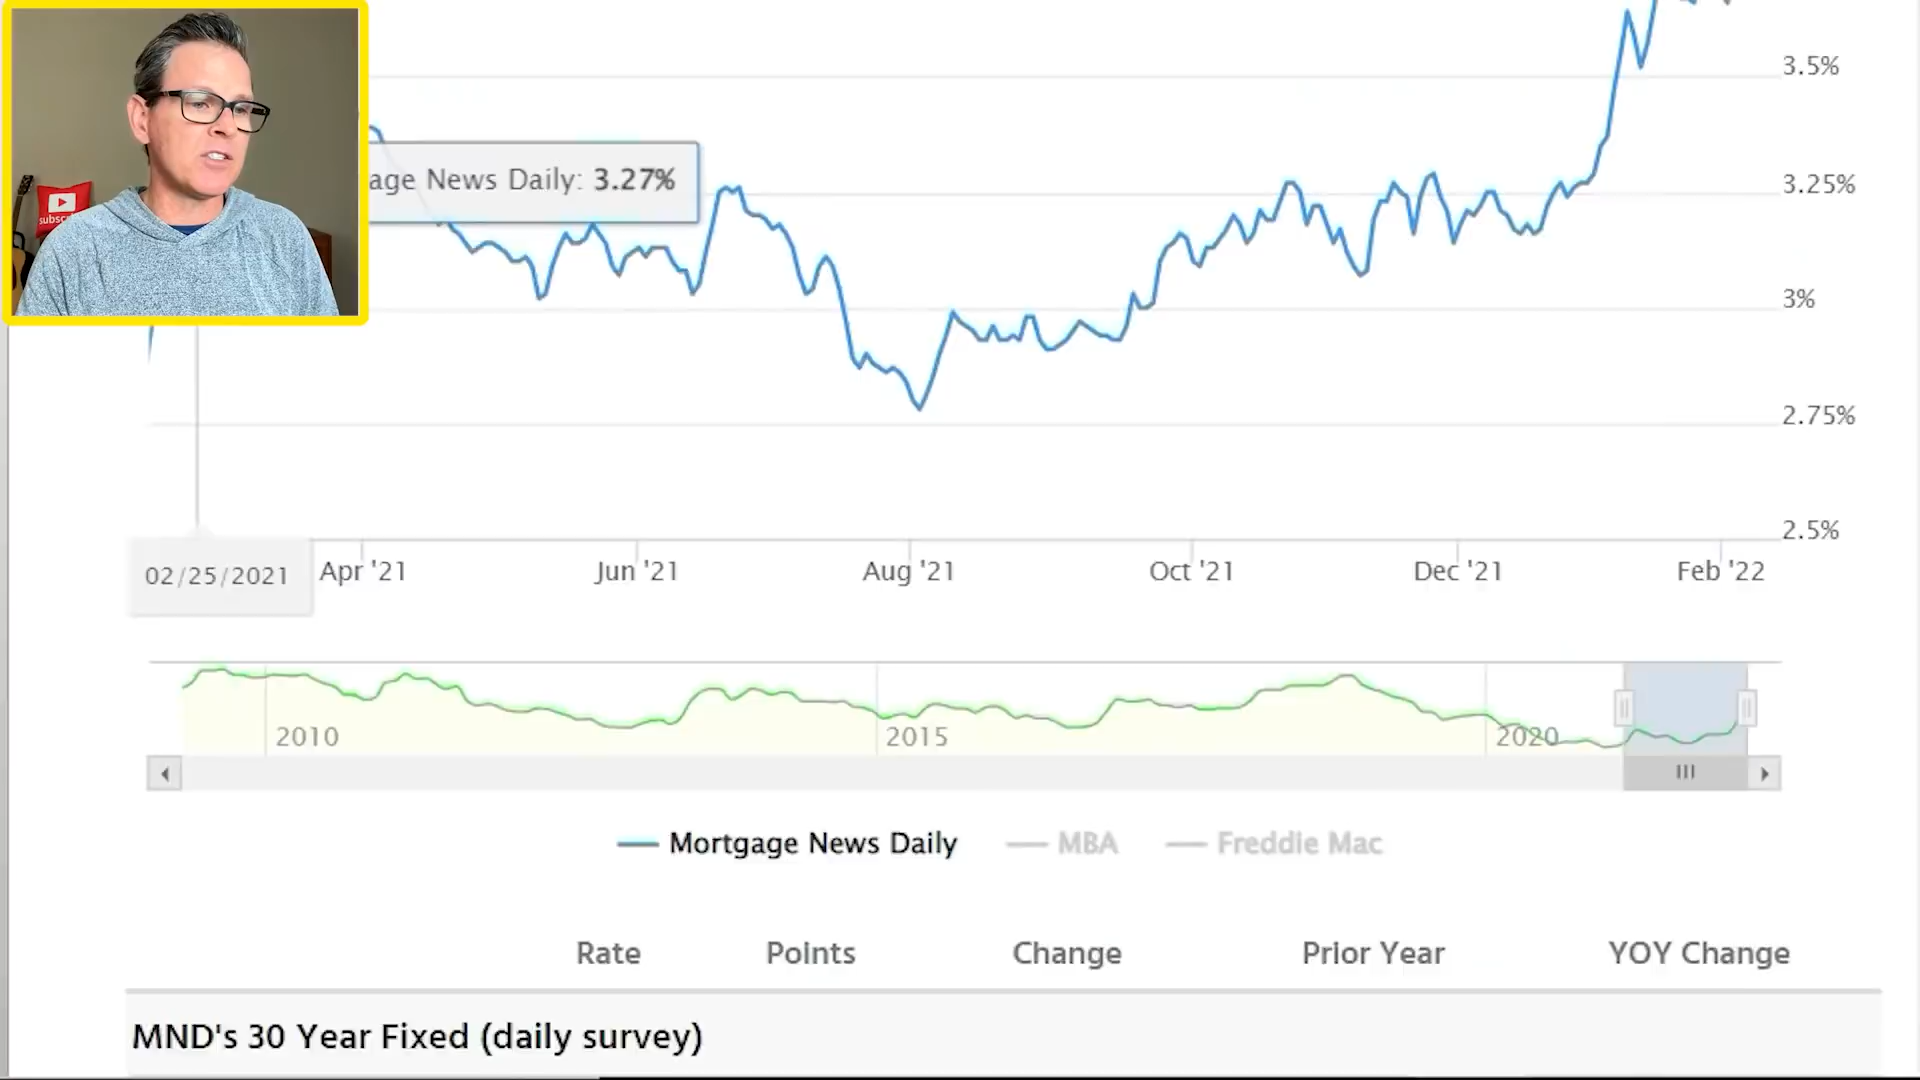 subsc
3.5%
age News Daily: 3.27%
3.25%
3%
2.75%
2.5%
02/25/2021
Apr '21
Jun '21
Aug '21
Oct '21
Dec '21
Feb '22
2010
2015
2020
Mortgage News Daily
MBA
Freddie Mac
Rate Points Change Prior Year YOY Change
MND's 30 Year Fixed (daily survey)